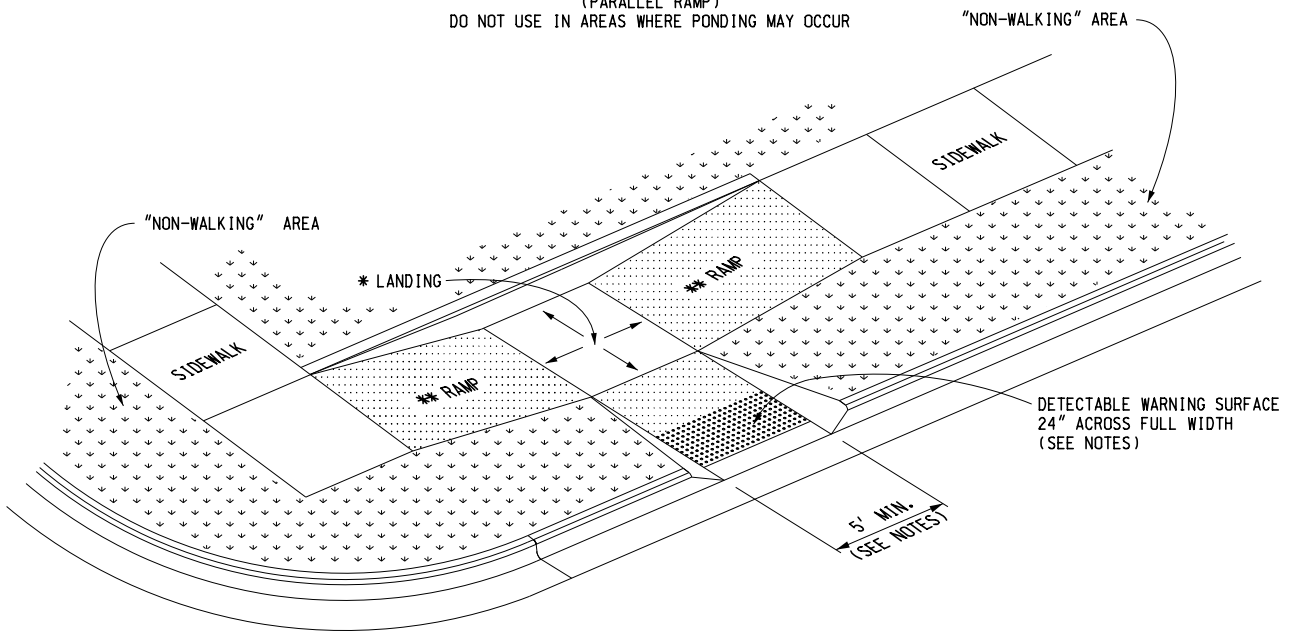 (PARALLEL RAMP)
DO NOT USE IN AREAS WHERE PONDING MAY OCCUR
"NON-WALKING" AREA
SIDEWALK
"NON-WALKING" AREA
** RAMP
* LANDING
SIDEWALK
** RAMP
DETECTABLE WARNING SURFACE
24" ACROSS FULL WIDTH
(SEE NOTES)
5' MIN.
(SEE NOTES)